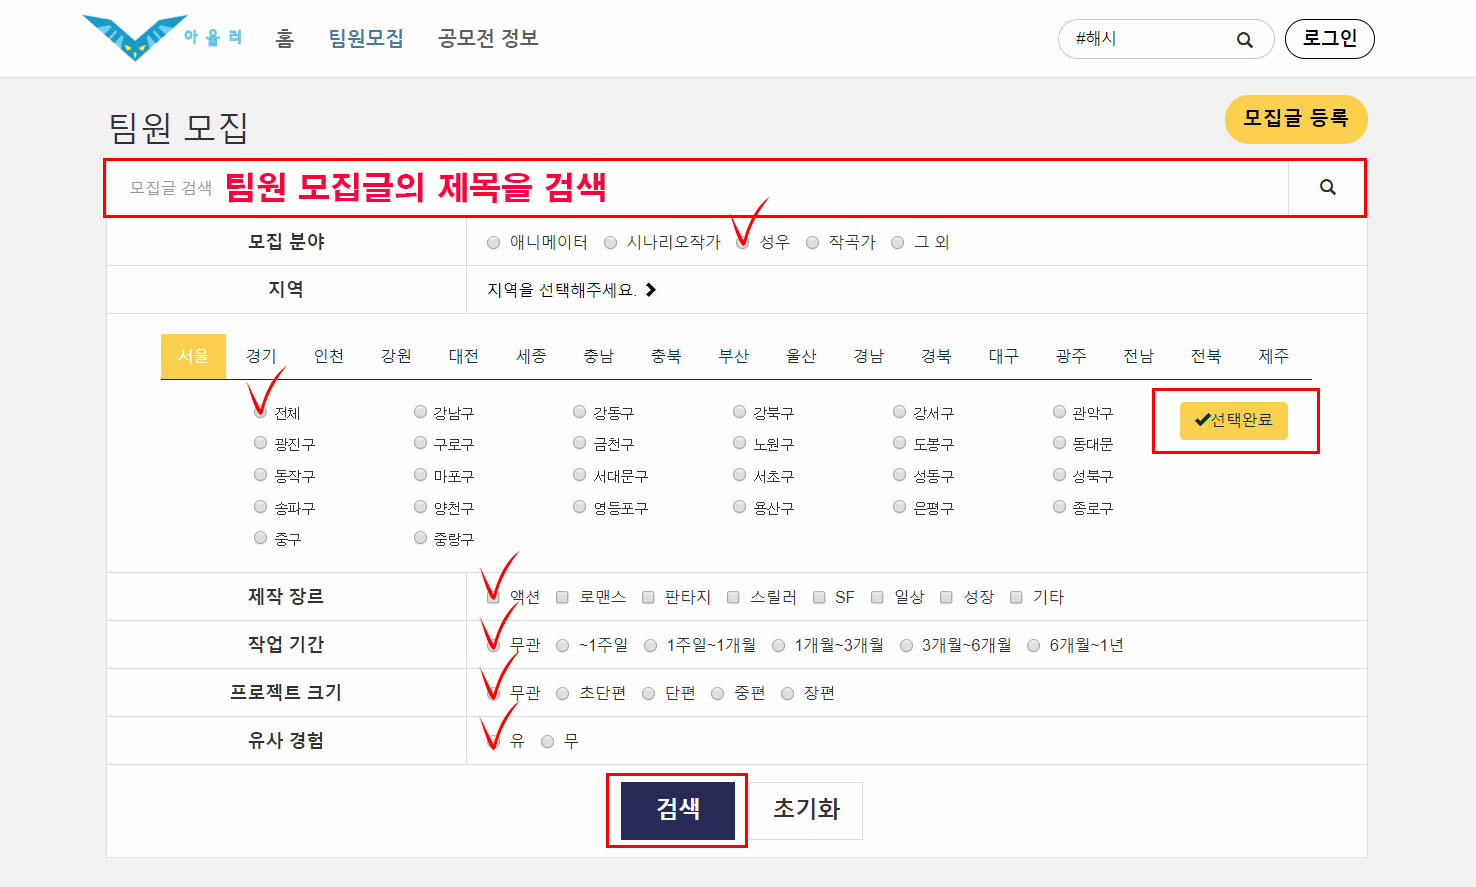 아울러 홈 팀원모집 공모전 정보 #해시 로그인
팀원 모집 모집글 등록
모집글 검색 팀원 모집글의 제목을 검색
모집 분야 애니메이터 시나리오작가 성우 작곡가 그 외
지역 지역을 선택해주세요.
서울 경기 인천 강원 대전 세종 충남 충북 부산 울산 경남 경북 대구 광주 전남 전북 제주
전체 강남구 강동구 강북구 강서구 관악구 선택완료
광진구 구로구 금천구 노원구 도봉구 동대문
동작구 마포구 서대문구 서초구 성동구 성북구
송파구 양천구 영등포구 용산구 은평구 종로구
중구 중랑구
제작 장르 액션 로맨스 판타지 스릴러 SF 일상 성장 기타
작업 기간 무관 ~1주일 1주일~1개월 1개월~3개월 3개월~6개월 6개월~1년
프로젝트 크기 무관 초단편 단편 중편 장편
유사 경험 유 무
검색 초기화